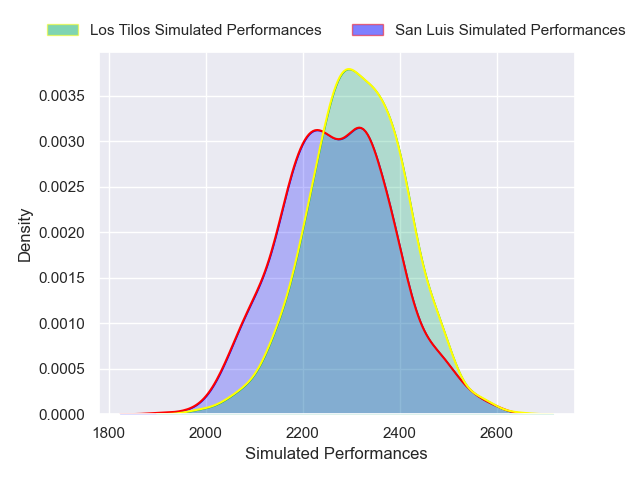 Los Tilos Simulated Performances San Luis Simulated Performances
0.0035
0.0030
0.0025
0.0020
0.0015
0.0010
0.0005
0.0000
Density
1800 2000 2200 2400 2600
Simulated Performances